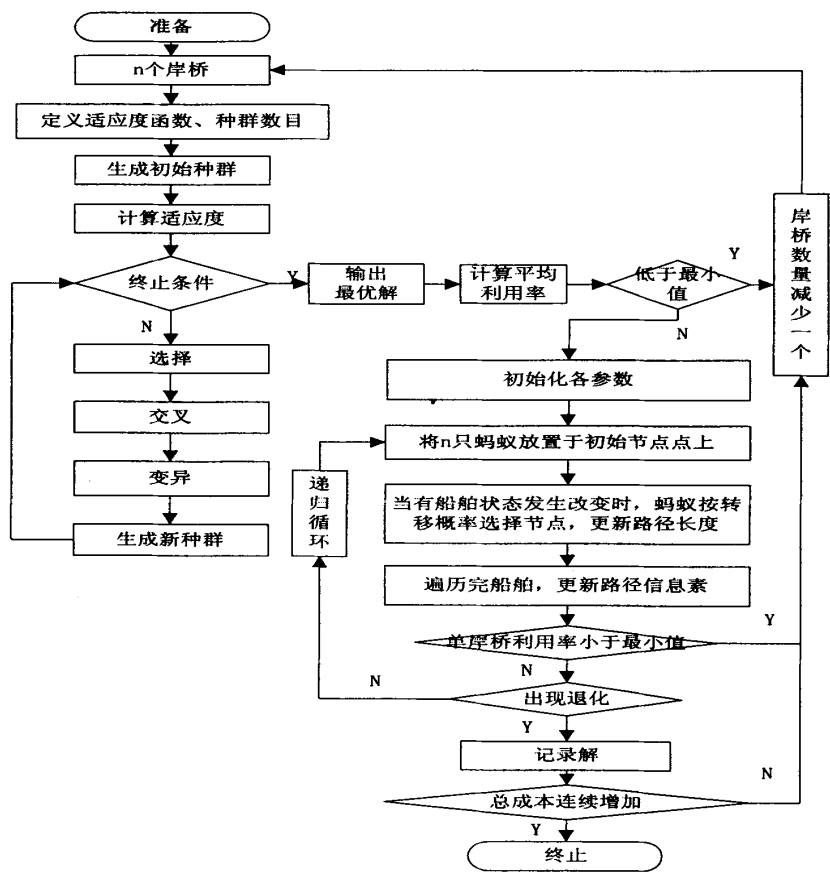 准备
n个岸桥
定义适应度函数、种群数目
生成初始种群
计算适应度
终止条件
Y
N
选择
交叉
变异
生成新种群
输出
最优解
计算平均
利用率
低于最小
值
Y
N
岸
桥
数
量
减
少
一
个
初始化各参数
将n只蚂蚁放置于初始节点点上
递
归
循
环
当有船舶状态发生改变时，蚂蚁按转
移概率选择节点，更新路径长度
遍历完船舶，更新路径信息素
单岸桥利用率小于最小值
Y
N
出现退化
N
Y
记录解
总成本连续增加
N
Y
终止